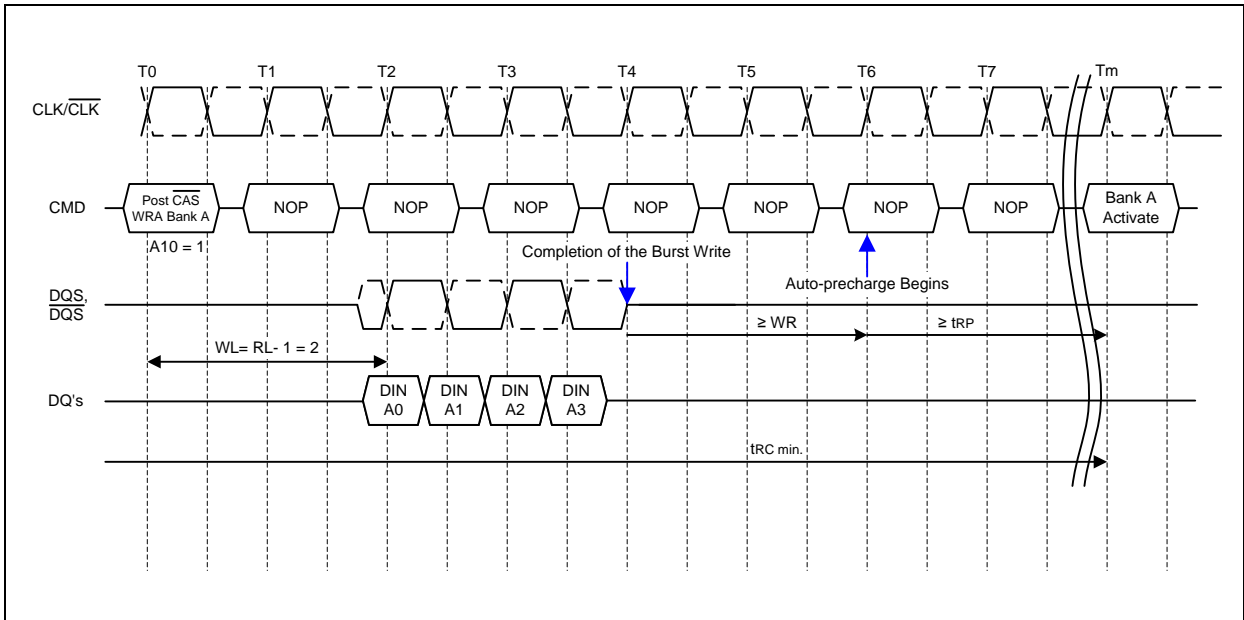 T0 T1 T2 T3 T4 T5 T6 T7 Tm
CLK/CLK
CMD
Post CAS
WRA Bank A
NOP NOP NOP NOP NOP NOP NOP
Bank A
Activate
A10 = 1
Completion of the Burst Write
Auto-precharge Begins
DQS,
DQS
≥ WR
≥ tRP
WL= RL- 1 = 2
DQ's
DIN
A0
DIN
A1
DIN
A2
DIN
A3
tRC min.